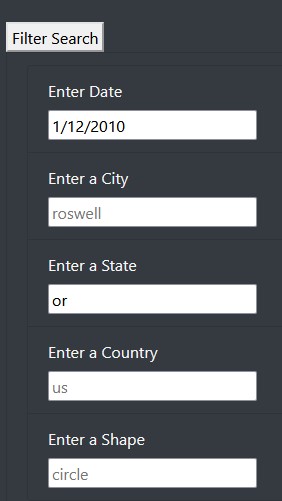 Filter Search
Enter Date
1/12/2010
Enter a City
roswell
Enter a State
or
Enter a Country
us
Enter a Shape
circle